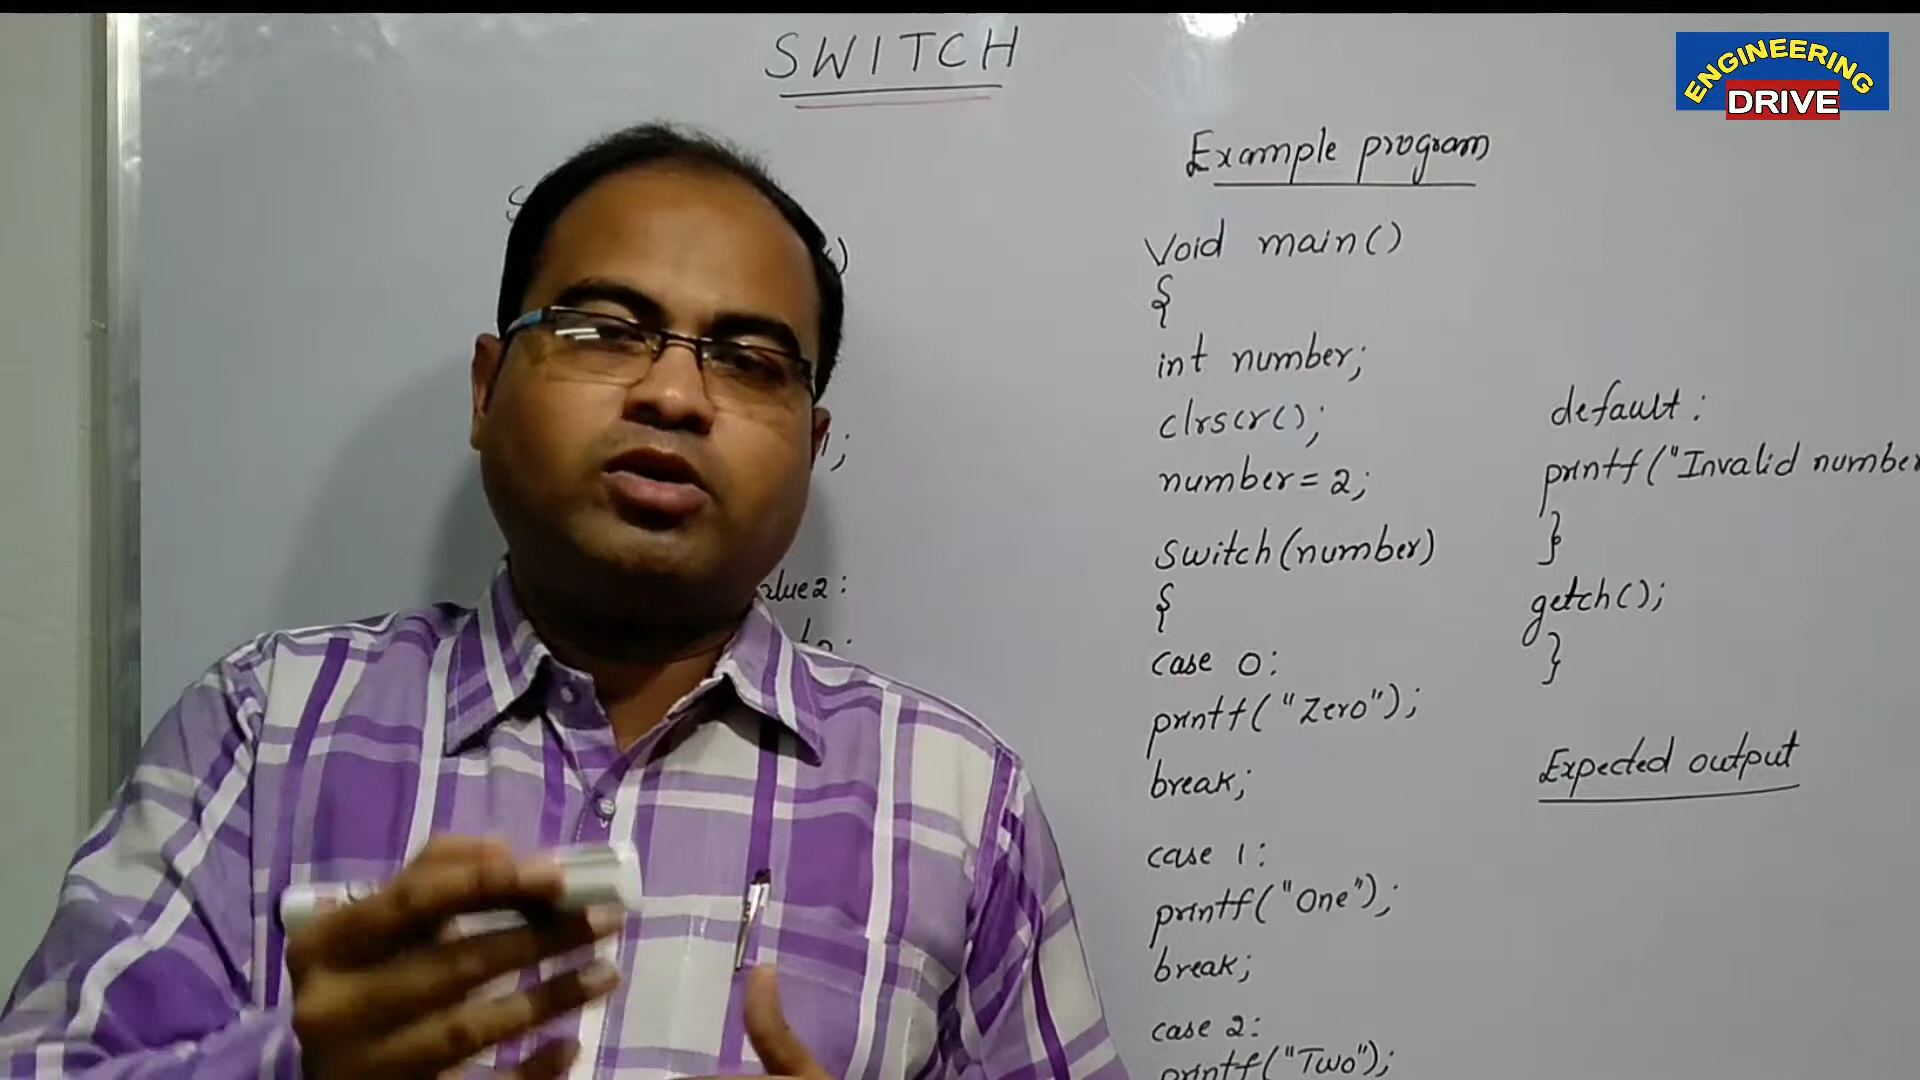 SWITCH
ENGINEERING
DRIVE
Example program
Void main()
{
int number;
clrscr();
number = 2;
switch(number)
{
case 0:
printf("Zero");
break;
case 1:
printf("One");
break;
case 2:
printf("Two");
default:
printf("Invalid number
}
getch();
}
Expected output